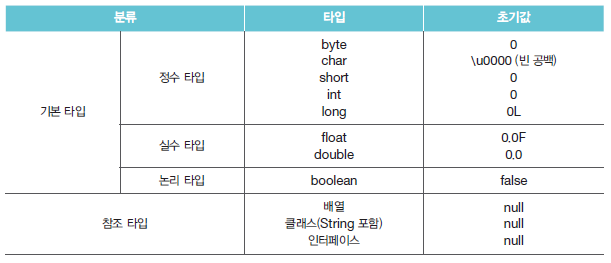 분류 타입 초기값
기본 타입 정수 타입 byte 0
char \u0000 (빈 공백)
short 0
int 0
long 0L
실수 타입 float 0.0F
double 0.0
논리 타입 boolean false
참조 타입 배열 null
클래스(String 포함) null
인터페이스 null